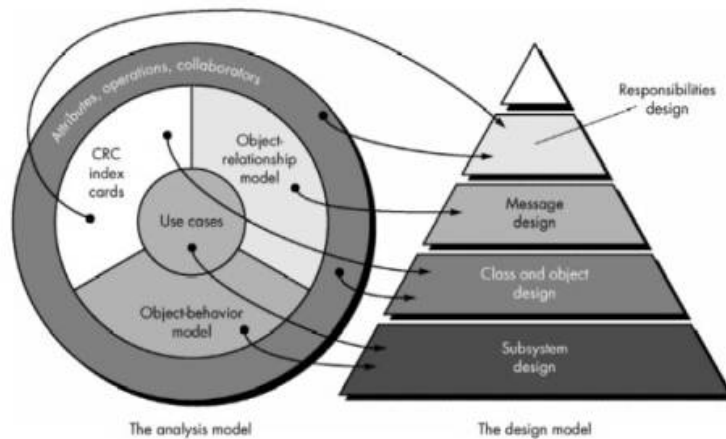 Attributes, operations, collaborators
CRC
index
cards
Object-
relationship
model
Use cases
Object-behavior
model
The analysis model
Responsibilities
design
Message
design
Class and object
design
Subsystem
design
The design model